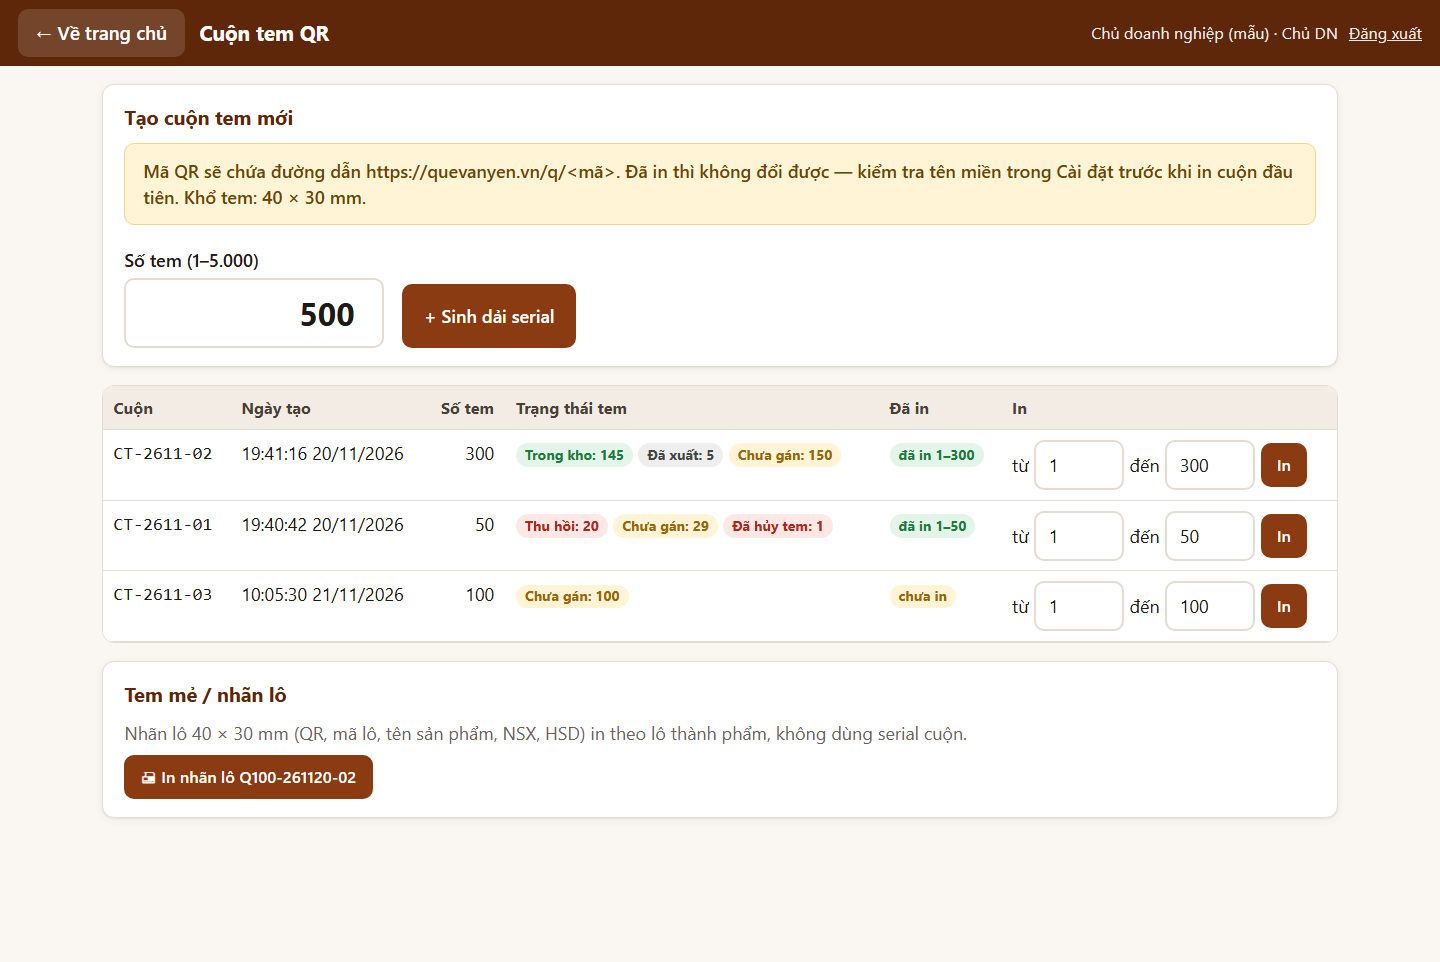 ← Về trang chủ Cuộn tem QR Chủ doanh nghiệp (mẫu) · Chủ DN Đăng xuất
Tạo cuộn tem mới
Mã QR sẽ chứa đường dẫn https://quevanyen.vn/q/<mã>. Đã in thì không đổi được — kiểm tra tên miền trong Cài đặt trước khi in cuộn đầu
tiên. Khổ tem: 40 × 30 mm.
Số tem (1–5.000)
500 + Sinh dải serial
Cuộn Ngày tạo Số tem Trạng thái tem Đã in In
CT-2611-02 19:41:16 20/11/2026 300 Trong kho: 145 Đã xuất: 5 Chưa gán: 150 đã in 1–300 từ 1 đến 300 In
CT-2611-01 19:40:42 20/11/2026 50 Thu hồi: 20 Chưa gán: 29 Đã hủy tem: 1 đã in 1–50 từ 1 đến 50 In
CT-2611-03 10:05:30 21/11/2026 100 Chưa gán: 100 chưa in từ 1 đến 100 In
Tem mẻ / nhãn lô
Nhãn lô 40 × 30 mm (QR, mã lô, tên sản phẩm, NSX, HSD) in theo lô thành phẩm, không dùng serial cuộn.
In nhãn lô Q100-261120-02